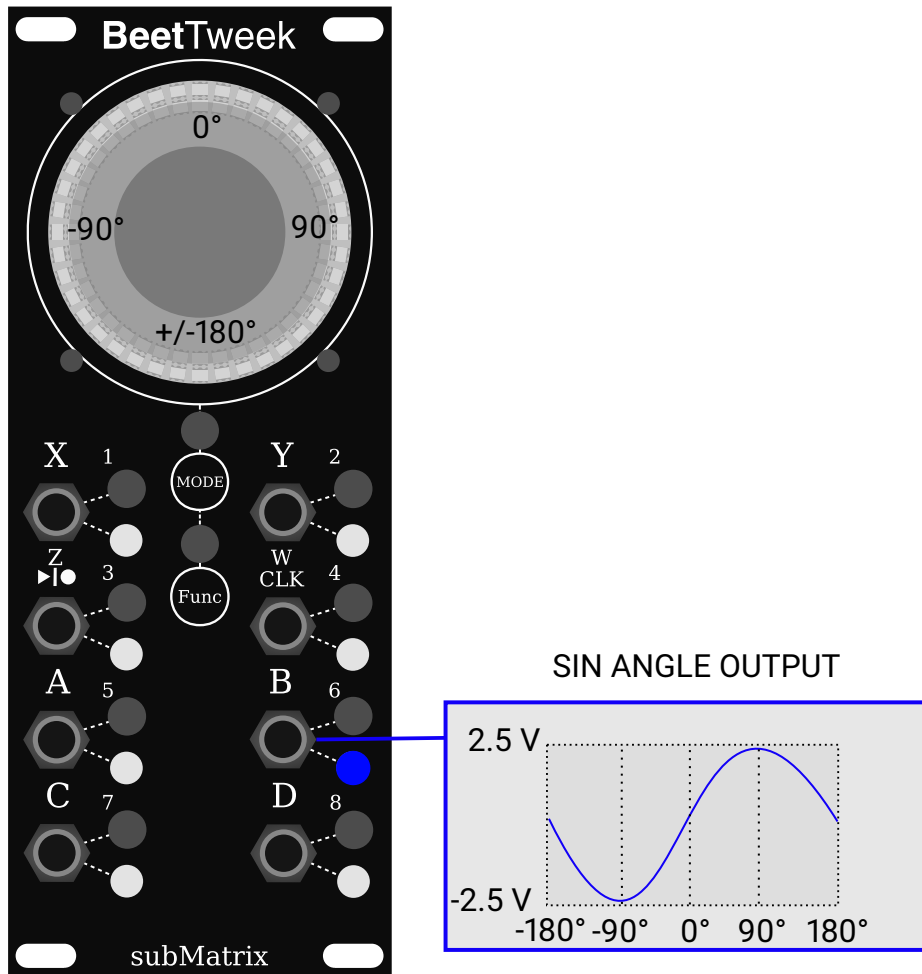 BeetTweek
0°
-90°
90°
+/-180°
X 1
Y 2
MODE
Z
3
W
CLK
4
Func
A 5
B 6
C 7
D 8
subMatrix
SIN ANGLE OUTPUT
2.5 V
-2.5 V
-180° -90° 0° 90° 180°